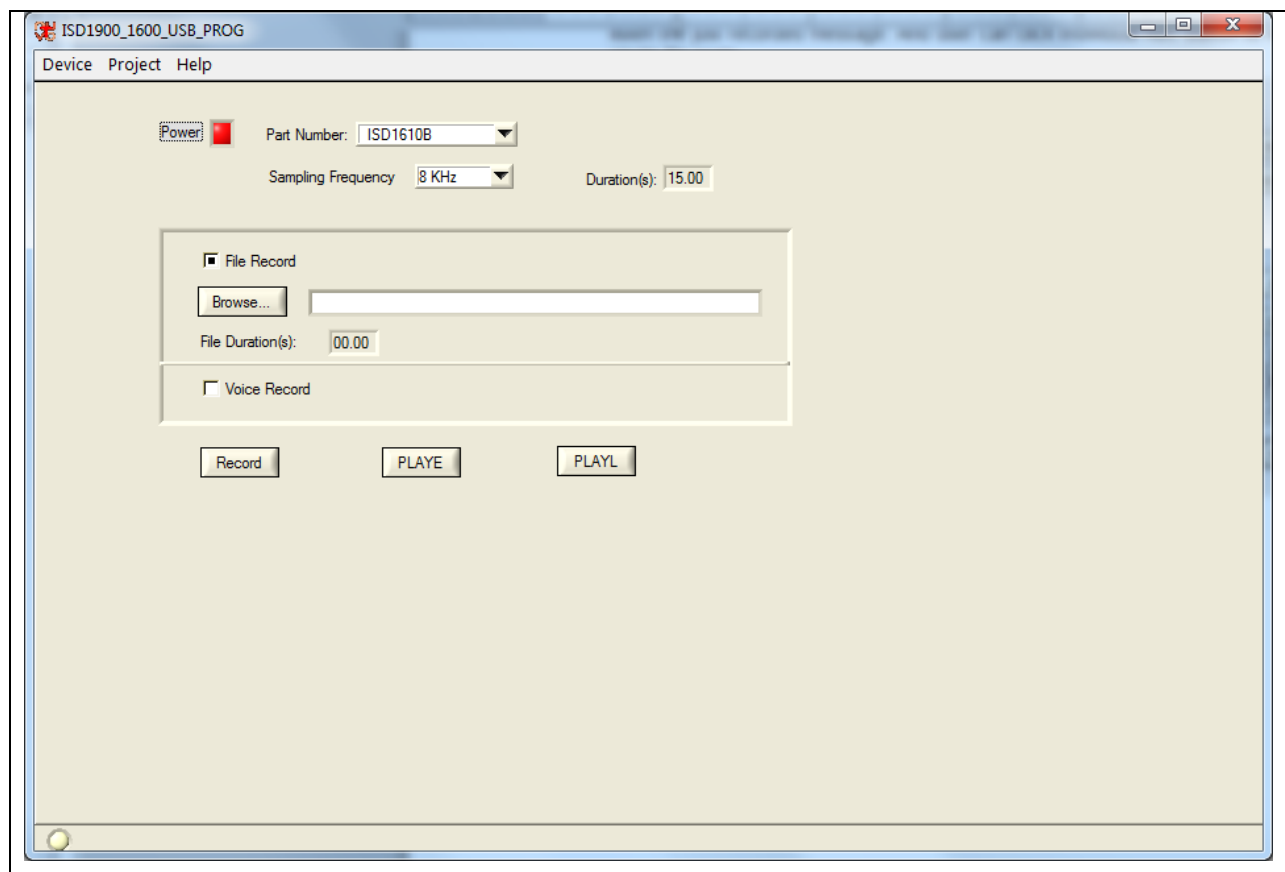 ISD1900_1600_USB_PROG
Device Project Help
Power Part Number: ISD1610B
Sampling Frequency 8 KHz Duration(s): 15.00
File Record
Browse...
File Duration(s): 00.00
Voice Record
Record PLAYE PLAYL